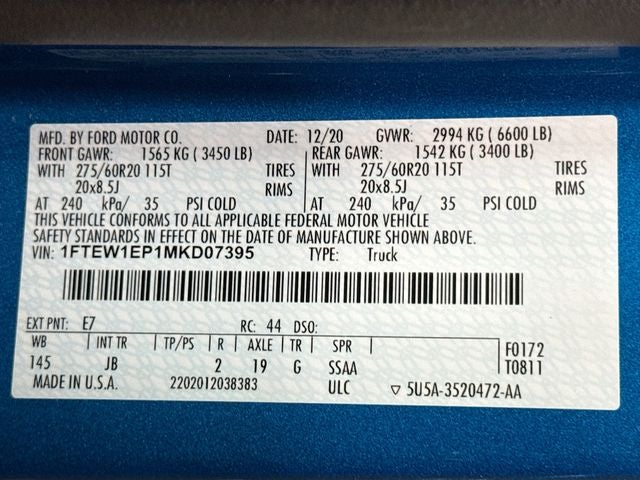 MFD. BY FORD MOTOR CO. DATE: 12/20 GVWR: 2994 KG ( 6600 LB)
FRONT GAWR: 1565 KG ( 3450 LB) REAR GAWR: 1542 KG ( 3400 LB)
WITH 275/60R20 115T TIRES WITH 275/60R20 115T TIRES
20x8.5J RIMS 20x8.5J RIMS
AT 240 kPa/ 35 PSI COLD AT 240 kPa/ 35 PSI COLD
THIS VEHICLE CONFORMS TO ALL APPLICABLE FEDERAL MOTOR VEHICLE
SAFETY STANDARDS IN EFFECT ON THE DATE OF MANUFACTURE SHOWN ABOVE.
VIN: 1FTEW1EP1MKD07395 TYPE: Truck
EXT PNT: E7 RC: 44 DSO:
WB INT TR TP/PS R AXLE TR SPR F0172
145 JB 2 19 G SSAA T0811
MADE IN U.S.A. 2202012038383 ULC ▽ 5U5A-3520472-AA